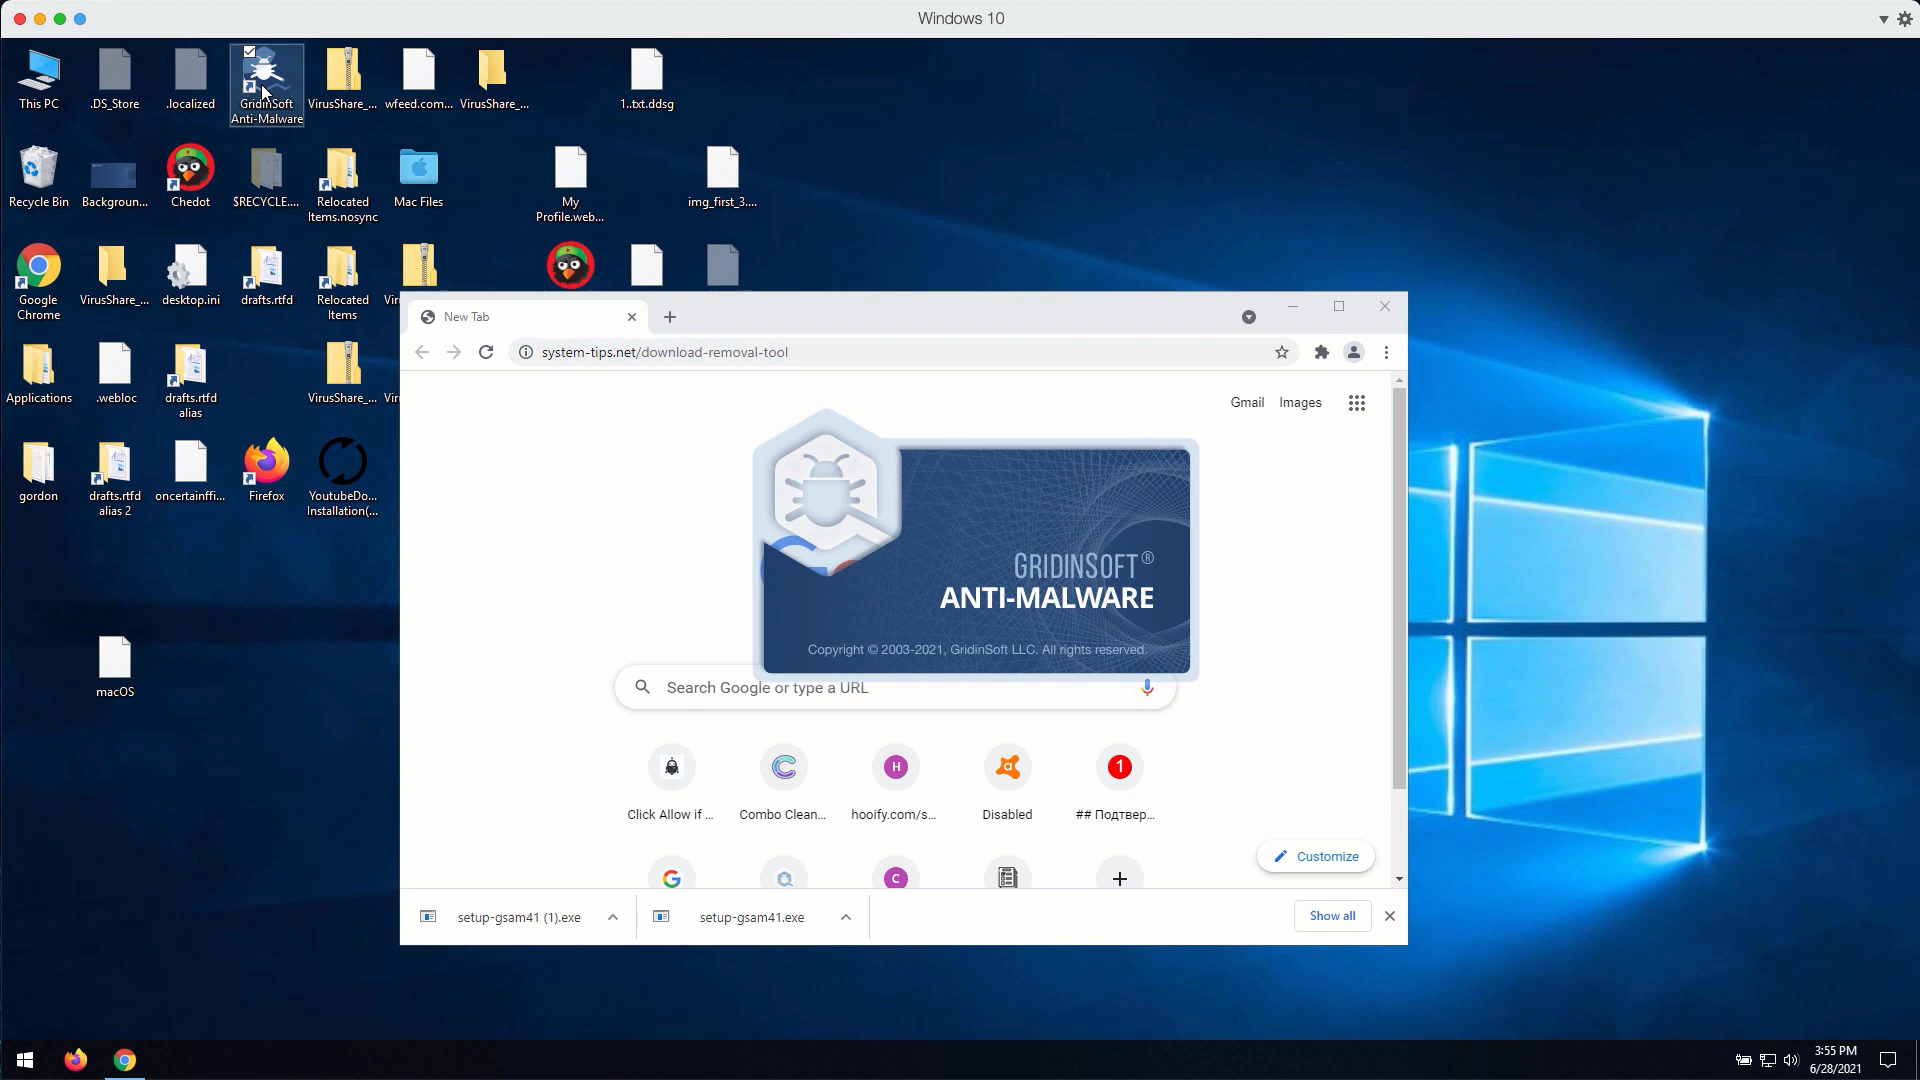 Windows 10
This PC
.DS_Store
.localized
GridinSoft
Anti-Malware
VirusShare_...
wfeed.com...
VirusShare_...
1..txt.ddsg
Recycle Bin
Backgroun...
Chedot
$RECYCLE....
Relocated
Items.nosync
Mac Files
My
Profile.web...
img_first_3....
Google
Chrome
VirusShare_...
desktop.ini
drafts.rtfd
Relocated
Items
Applications
.webloc
drafts.rtfd
alias
VirusShare_...
gordon
drafts.rtfd
alias 2
oncertainffi...
Firefox
YoutubeDo...
Installation(...
macOS
New Tab
system-tips.net/download-removal-tool
Gmail
Images
GRIDINSOFT®
ANTI-MALWARE
Copyright © 2003-2021, GridinSoft LLC. All rights reserved.
Search Google or type a URL
H
1
Click Allow if ...
Combo Clean...
hooify.com/s...
Disabled
## Подтвер...
C
Customize
setup-gsam41 (1).exe
setup-gsam41.exe
Show all
3:55 PM
6/28/2021